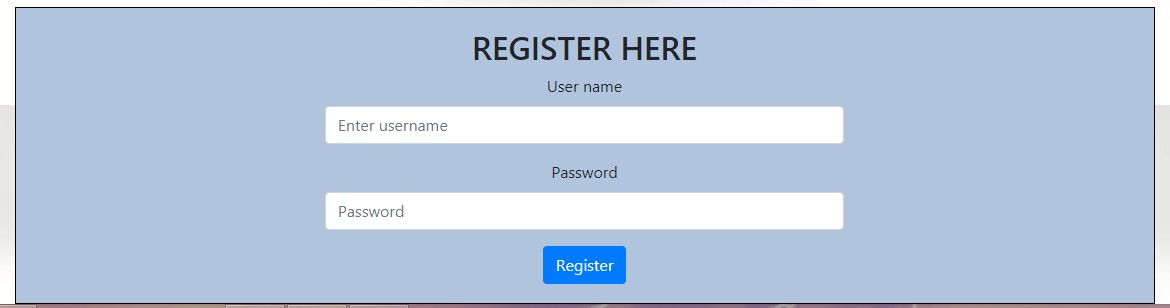 REGISTER HERE
User name
Enter username
Password
Password
Register